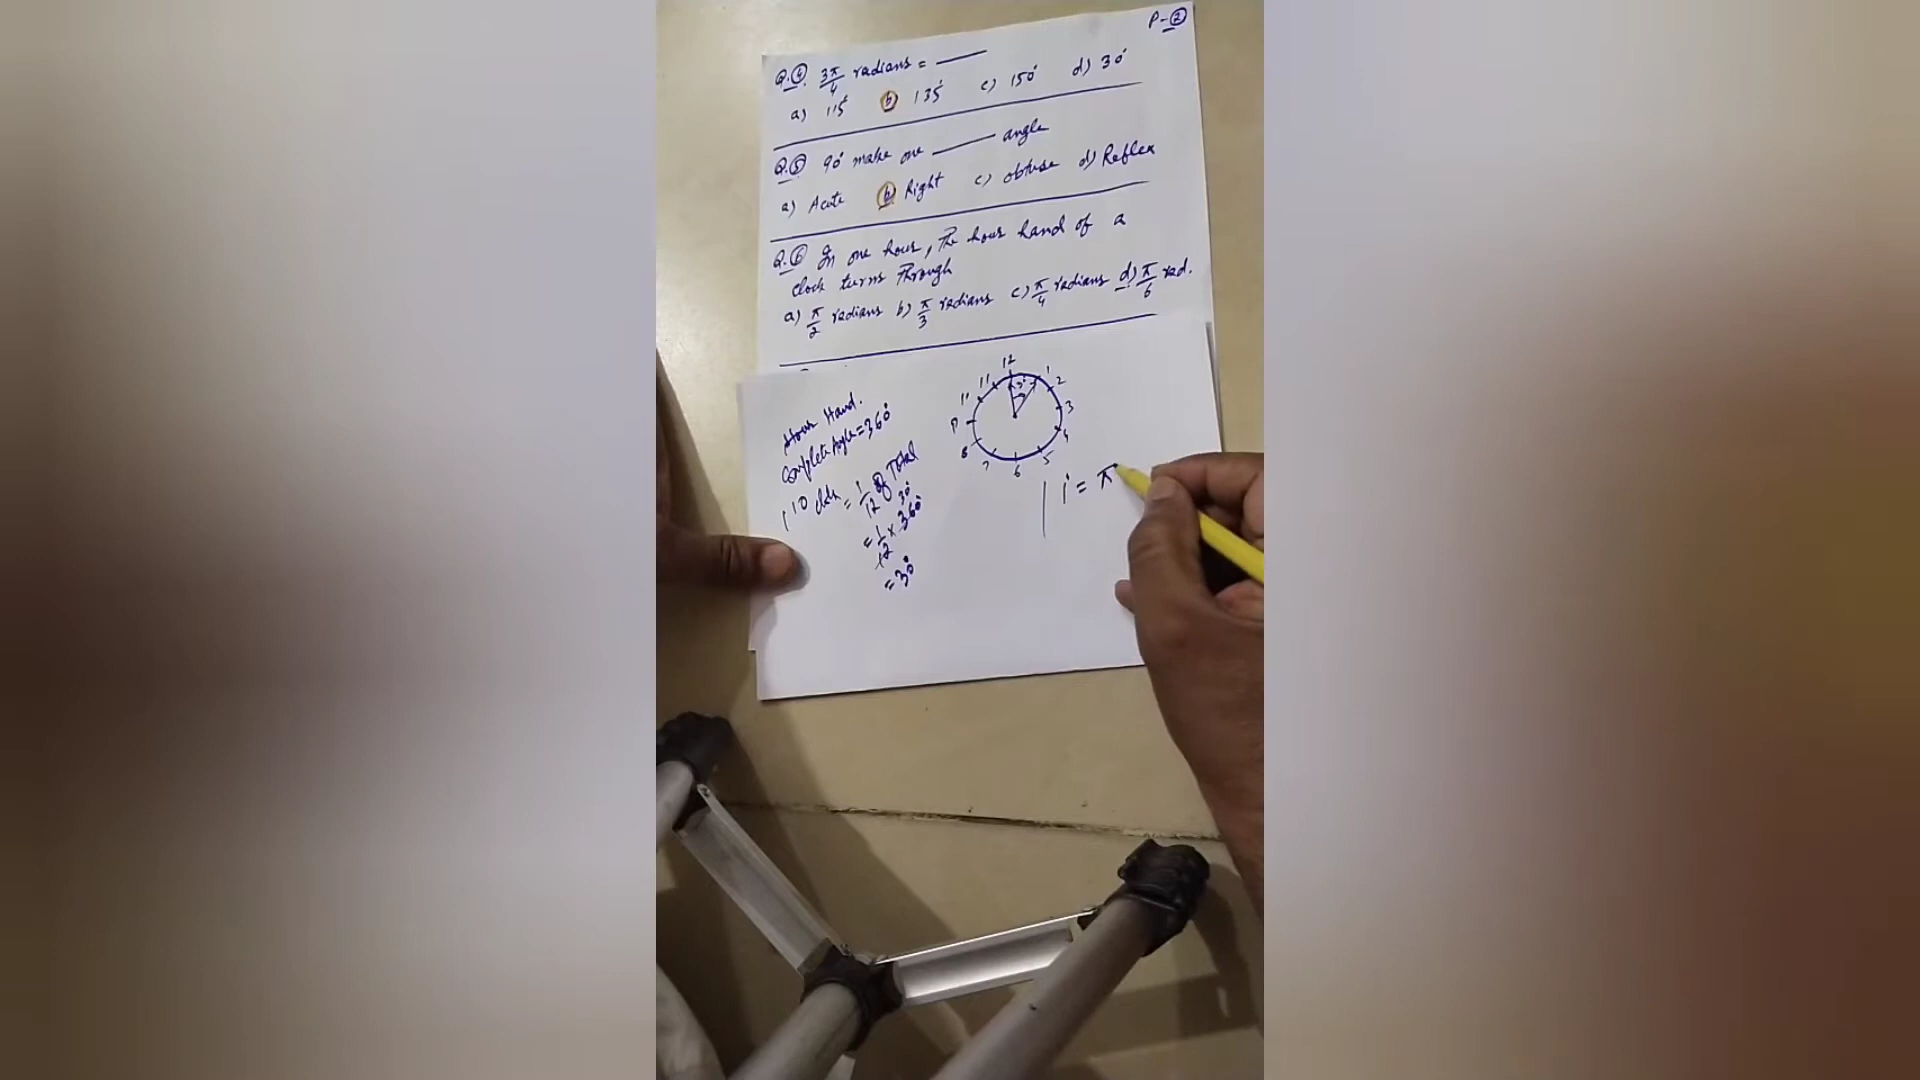 P-②
Q.④ 3π/4 radians = ____
a) 115° ⓑ 135° c) 150° d) 30°
Q.⑤ 90° make one ____ angle
a) Acute ⓑ Right c) obtuse d) Reflex
Q.⑥ In one hour, The hour hand of a
clock turns Through
a) π/2 radians b) π/3 radians c) π/4 radians d) π/6 rad.
Hour Hand.
Complete Angle = 360°
= 1/12 of Total
30°
= 1/12 × 360°
= 30°
12
1
2
3
4
5
6
7
8
9
10
11
1° = π